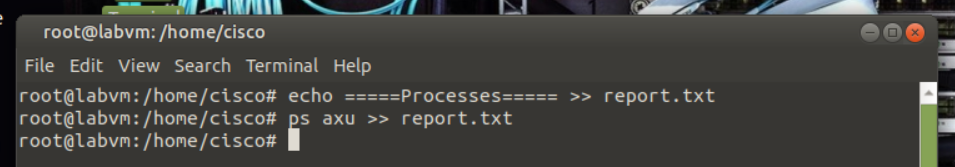 root@labvm: /home/cisco
File Edit View Search Terminal Help
root@labvm:/home/cisco# echo =====Processes===== >> report.txt
root@labvm:/home/cisco# ps axu >> report.txt
root@labvm:/home/cisco#